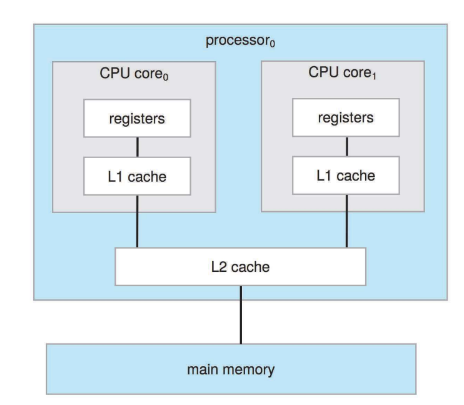 processor₀
CPU core₀
CPU core₁
registers
registers
L1 cache
L1 cache
L2 cache
main memory